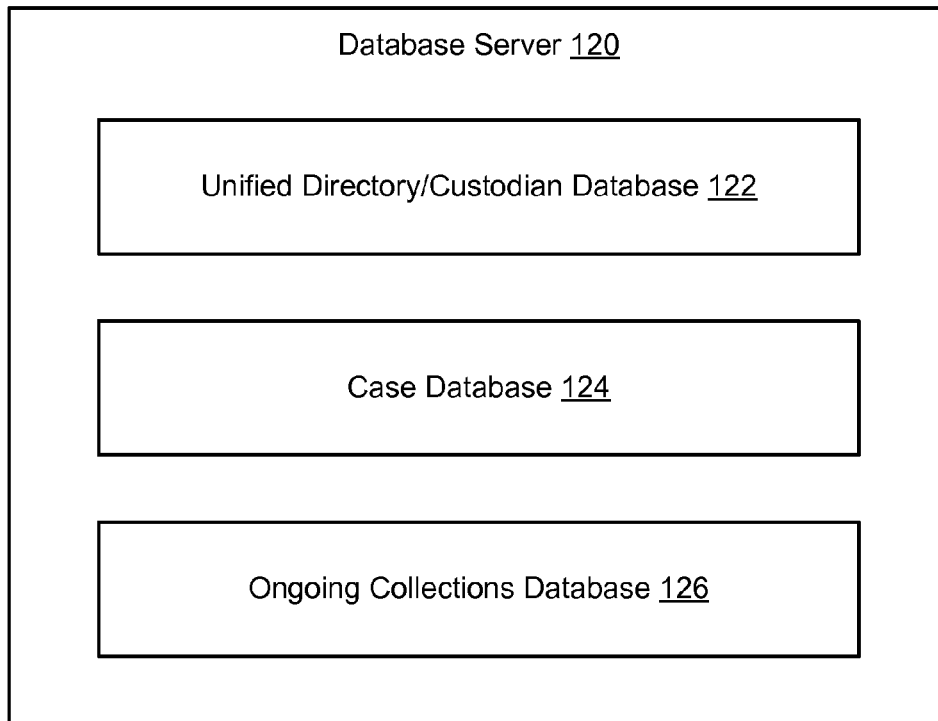 Database Server 120
Unified Directory/Custodian Database 122
Case Database 124
Ongoing Collections Database 126